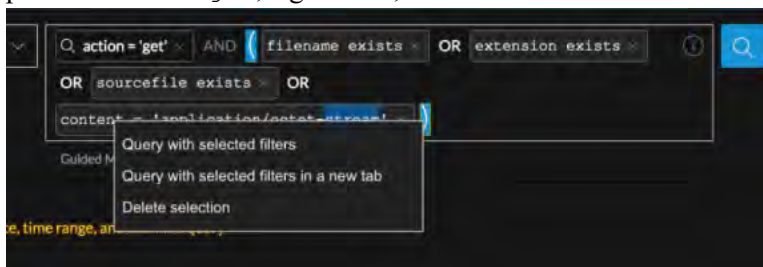 action = 'get' × AND ( filename exists × OR extension exists ×
OR sourcefile exists × OR
content = 'application/octet-stream' × )
Query with selected filters
Guided M
Query with selected filters in a new tab
Delete selection
e, time range, an